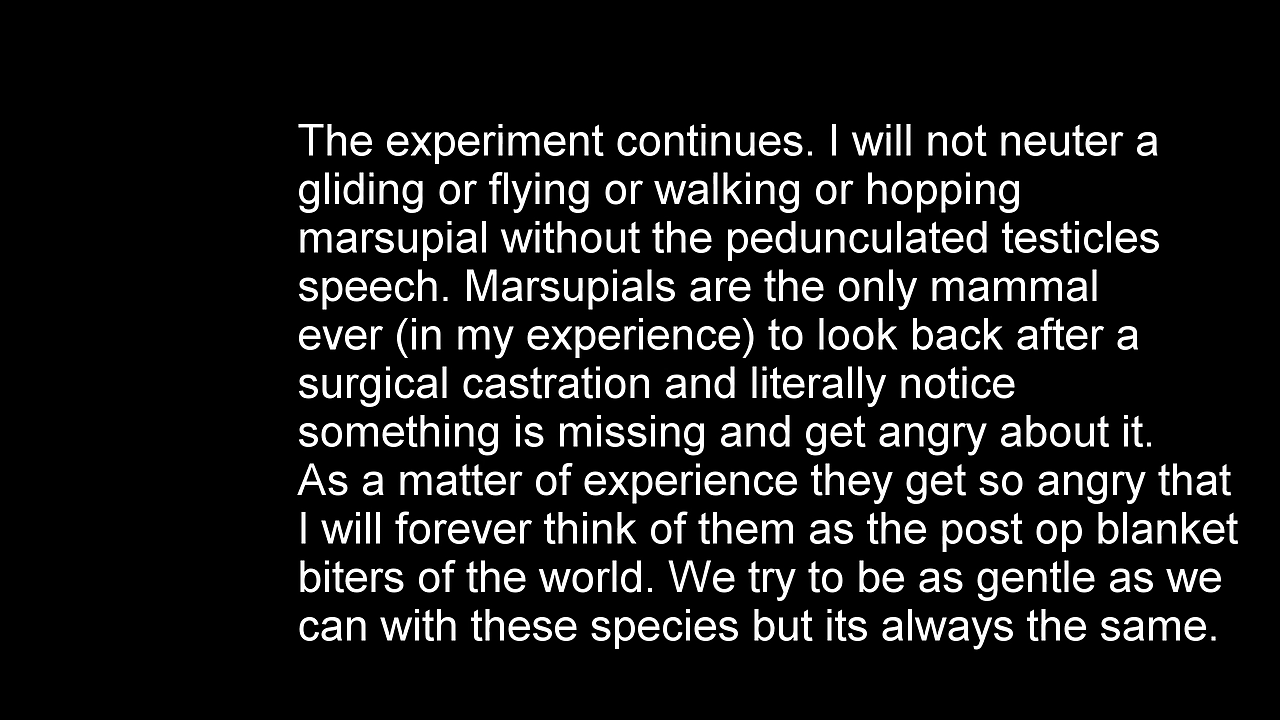 The experiment continues. I will not neuter a
gliding or flying or walking or hopping
marsupial without the pedunculated testicles
speech. Marsupials are the only mammal
ever (in my experience) to look back after a
surgical castration and literally notice
something is missing and get angry about it.
As a matter of experience they get so angry that
I will forever think of them as the post op blanket
biters of the world. We try to be as gentle as we
can with these species but its always the same.